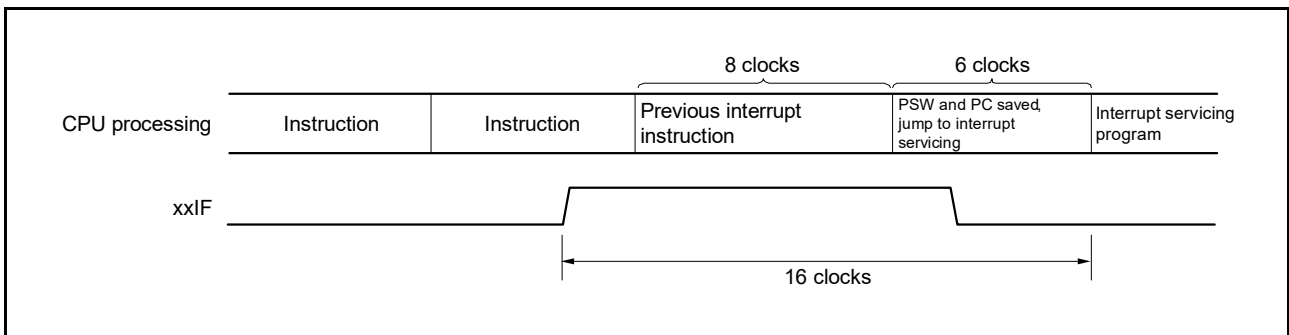 8 clocks 6 clocks
CPU processing Instruction Instruction Previous interrupt
instruction PSW and PC saved,
jump to interrupt
servicing Interrupt servicing
program
xxIF
16 clocks